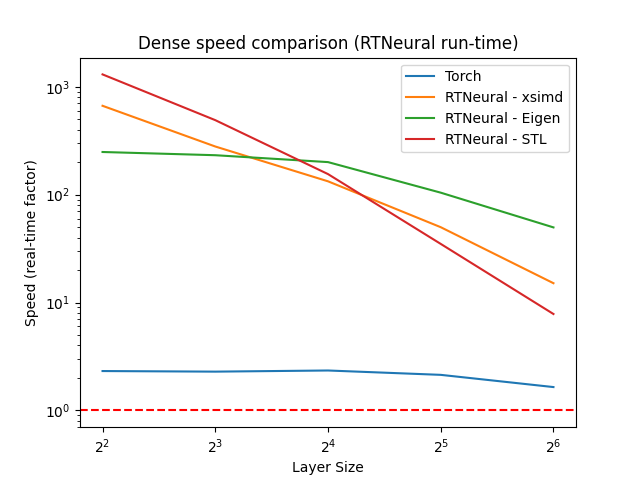 Dense speed comparison (RTNeural run-time)
Torch
RTNeural - xsimd
RTNeural - Eigen
RTNeural - STL
Speed (real-time factor)
10³
10²
10¹
10⁰
2² 2³ 2⁴ 2⁵ 2⁶
Layer Size